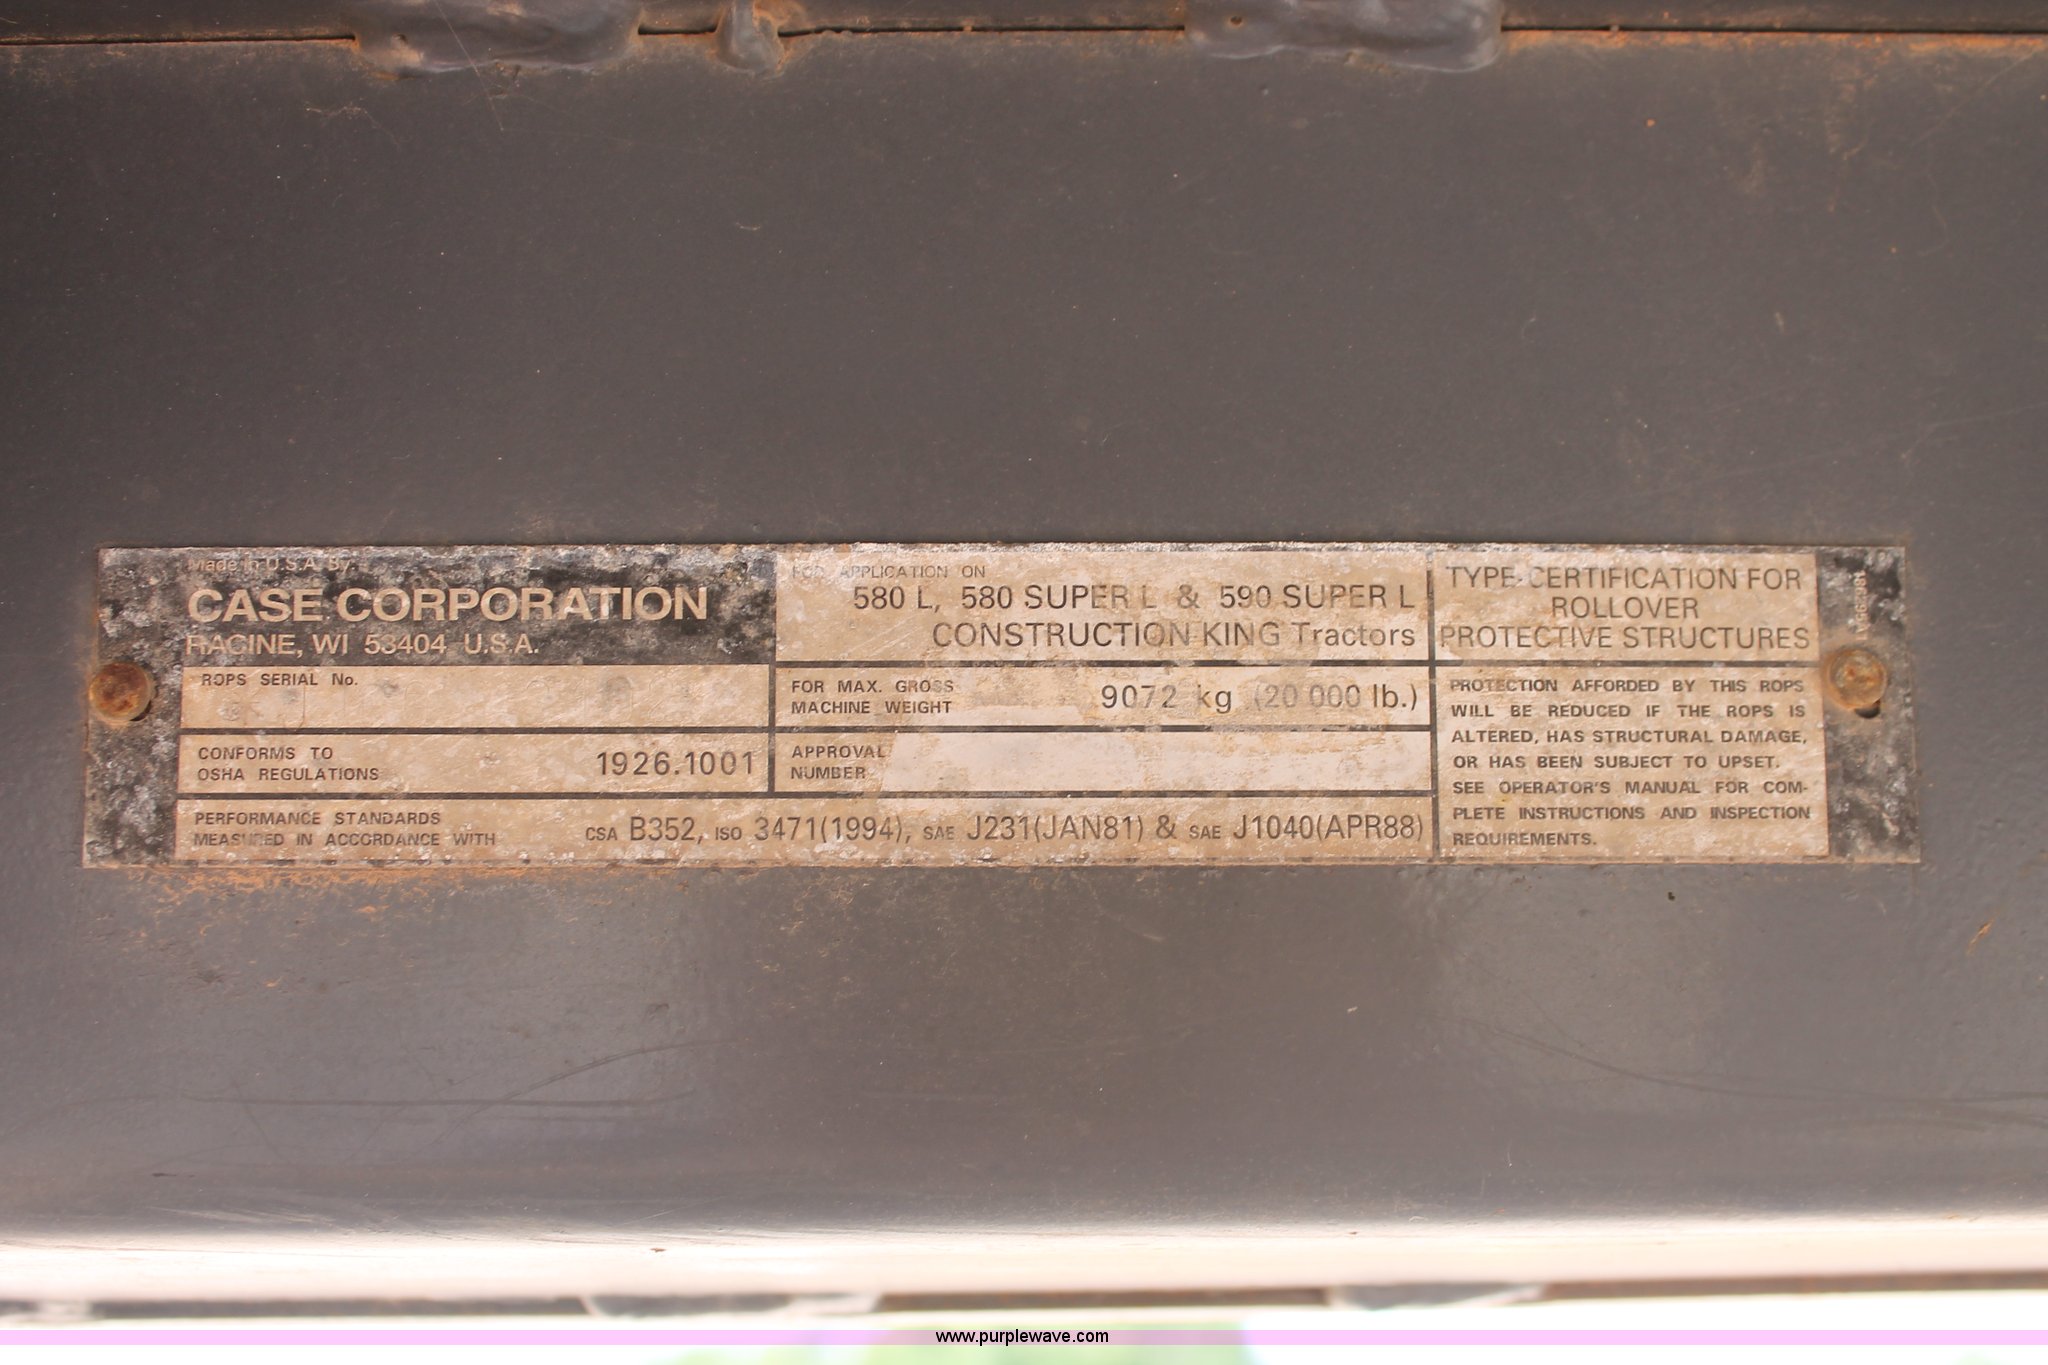 Made in U.S.A. By:
CASE CORPORATION
RACINE, WI 53404 U.S.A.
ROPS SERIAL No.
CONFORMS TO
OSHA REGULATIONS
1926.1001
PERFORMANCE STANDARDS
MEASURED IN ACCORDANCE WITH
CSA B352, ISO 3471(1994), SAE J231(JAN81) & SAE J1040(APR88)
FOR APPLICATION ON
580 L, 580 SUPER L & 590 SUPER L
CONSTRUCTION KING Tractors
FOR MAX. GROSS
MACHINE WEIGHT
9072 kg (20 000 lb.)
APPROVAL
NUMBER
TYPE CERTIFICATION FOR
ROLLOVER
PROTECTIVE STRUCTURES
PROTECTION AFFORDED BY THIS ROPS
WILL BE REDUCED IF THE ROPS IS
ALTERED, HAS STRUCTURAL DAMAGE,
OR HAS BEEN SUBJECT TO UPSET.
SEE OPERATOR'S MANUAL FOR COM-
PLETE INSTRUCTIONS AND INSPECTION
REQUIREMENTS.
www.purplewave.com